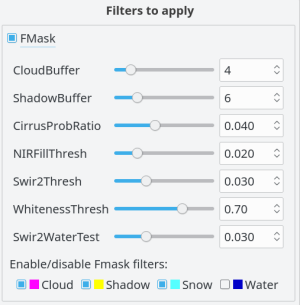 Filters to apply
FMask
CloudBuffer 4
ShadowBuffer 6
CirrusProbRatio 0.040
NIRFillThresh 0.020
Swir2Thresh 0.030
WhitenessThresh 0.70
Swir2WaterTest 0.030
Enable/disable Fmask filters:
Cloud Shadow Snow Water